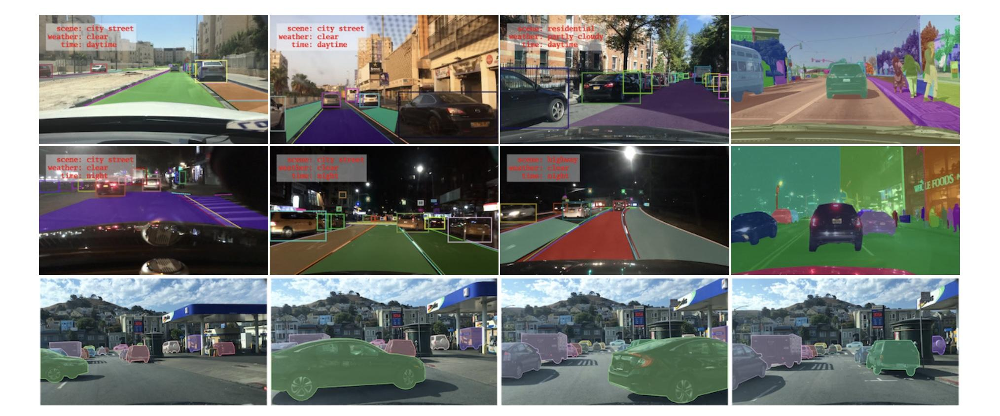 scene: city street
weather: clear
time: daytime
scene: city street
weather: clear
time: daytime
scene: residential
weather: partly cloudy
time: daytime
scene: city street
weather: clear
time: night
scene: city street
weather: clear
time: night
scene: highway
weather: clear
time: night
WHOLE FOODS